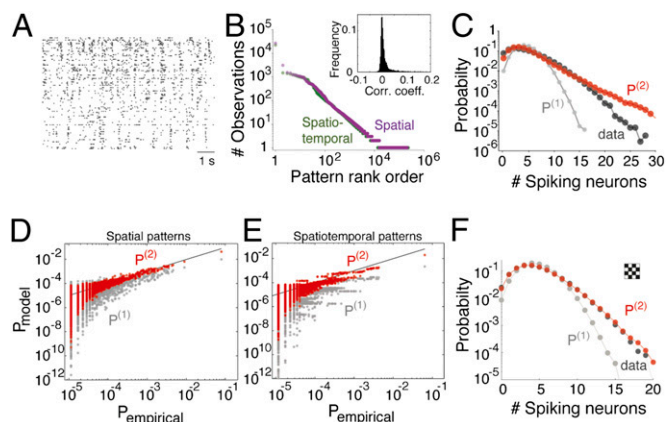 A
1 s
B
# Observations
10^5
10^4
10^3
10^2
10
1
Spatio-
temporal
Spatial
1
10^2
10^4
10^6
Pattern rank order
Frequency
0.1
0
-0.1
0
0.1
0.2
Corr. coeff.
C
Probabilty
10^-1
10^-2
10^-3
10^-4
10^-5
10^-6
P^(2)
P^(1)
data
0
5
10
15
20
25
30
# Spiking neurons
D
Spatial patterns
P_model
10^-2
10^-4
10^-6
10^-8
10^-10
10^-12
P^(2)
P^(1)
10^-5
10^-4
10^-3
10^-2
10^-1
P_empirical
E
Spatiotemporal patterns
10^-2
10^-4
10^-6
10^-8
10^-10
10^-12
P^(2)
P^(1)
10^-5
10^-4
10^-3
10^-2
10^-1
P_empirical
F
Probability
10^-1
10^-2
10^-3
10^-4
10^-5
P^(2)
P^(1)
data
0
5
10
15
20
# Spiking neurons